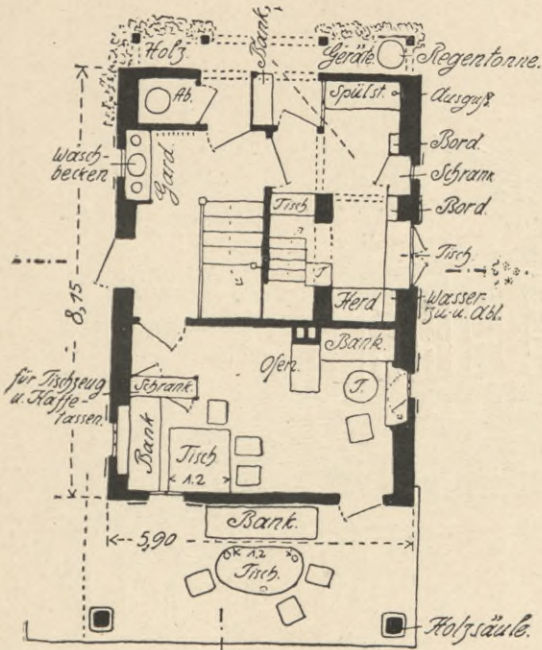 Holz.
Bank
Geräte.
Regentonne.
Ab.
Spülst.
Ausguß
Wasch-
becken
Gard.
Bord.
Schrank
Bord.
Tisch
Tisch.
8,15
T.
Herd
Wasser-
zu-u. Abl.
Ofen.
Bank.
für Tischzeug
u. Kaffe-
tassen.
Schrank.
T.
Bank
Tisch
1.2
Bank.
5,90
1,2
Tisch.
Holzsäule.